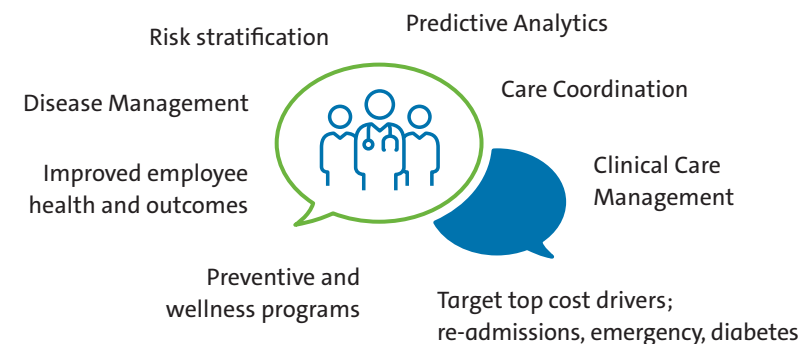 Predictive Analytics
Risk stratification
Care Coordination
Disease Management
Clinical Care
Management
Improved employee
health and outcomes
Preventive and
wellness programs
Target top cost drivers;
re-admissions, emergency, diabetes